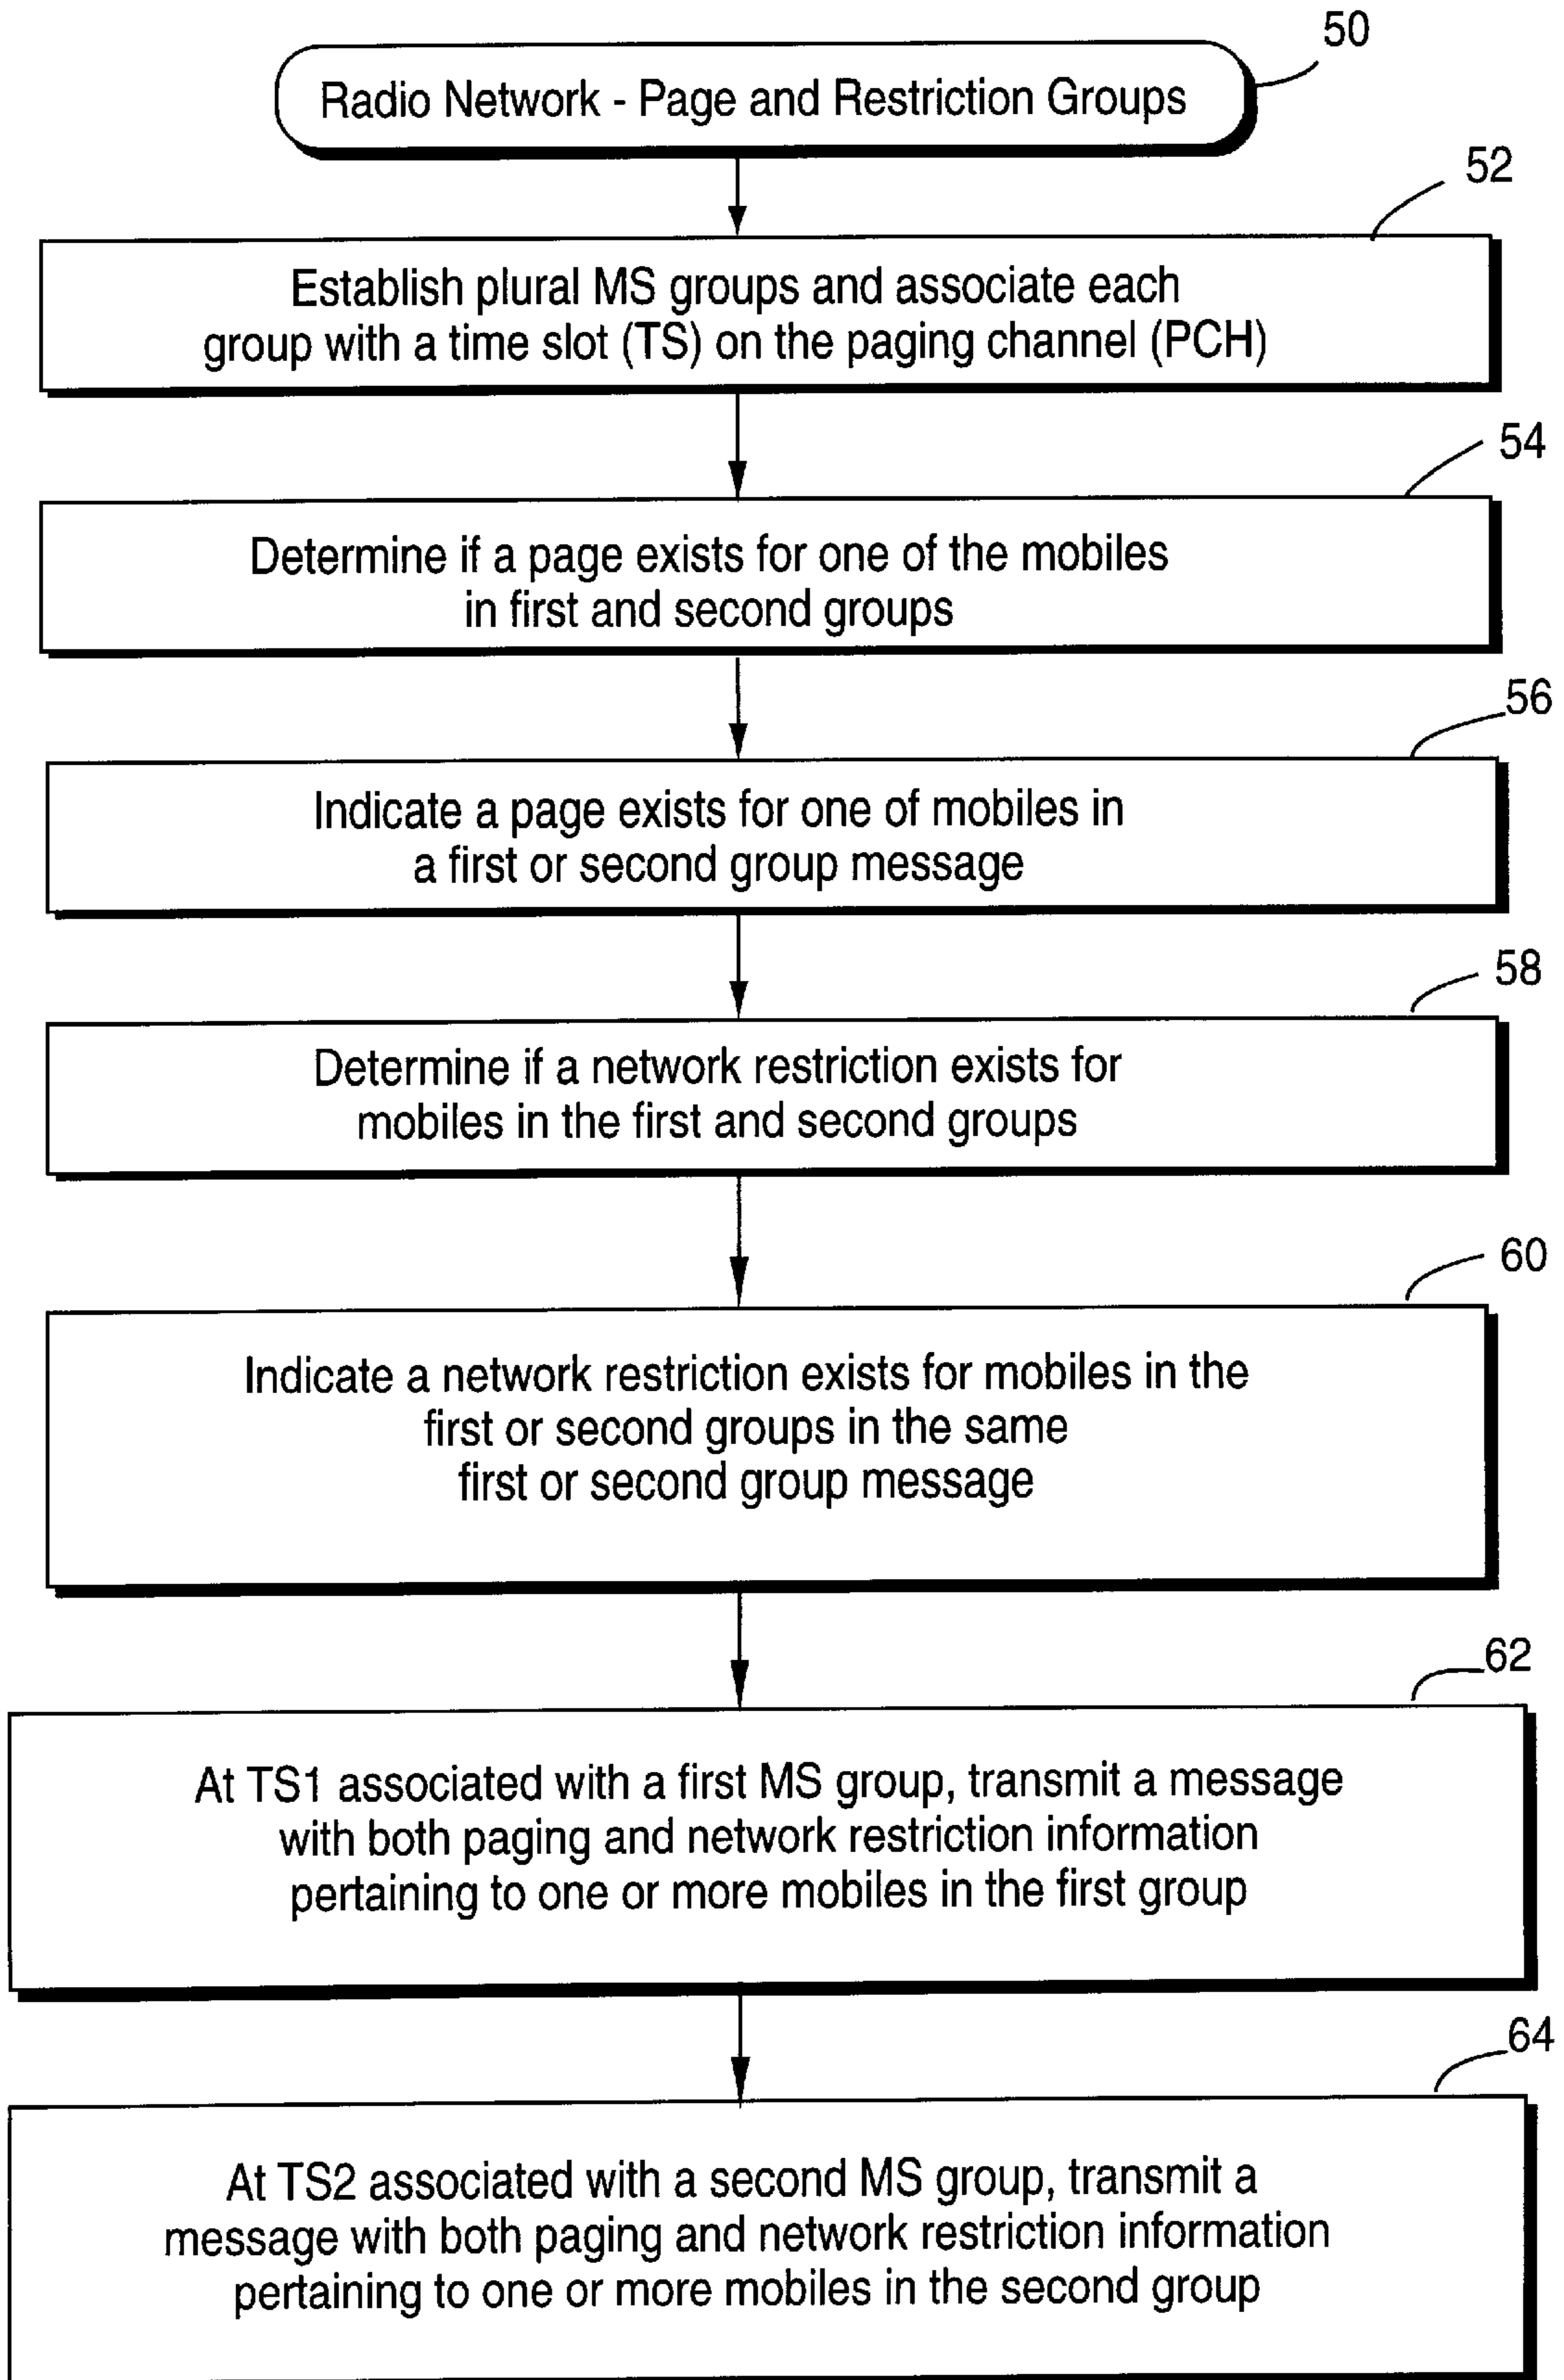 50
Radio Network - Page and Restriction Groups
52
Establish plural MS groups and associate each
group with a time slot (TS) on the paging channel (PCH)
54
Determine if a page exists for one of the mobiles
in first and second groups
56
Indicate a page exists for one of mobiles in
a first or second group message
58
Determine if a network restriction exists for
mobiles in the first and second groups
60
Indicate a network restriction exists for mobiles in the
first or second groups in the same
first or second group message
62
At TS1 associated with a first MS group, transmit a message
with both paging and network restriction information
pertaining to one or more mobiles in the first group
64
At TS2 associated with a second MS group, transmit a
message with both paging and network restriction information
pertaining to one or more mobiles in the second group